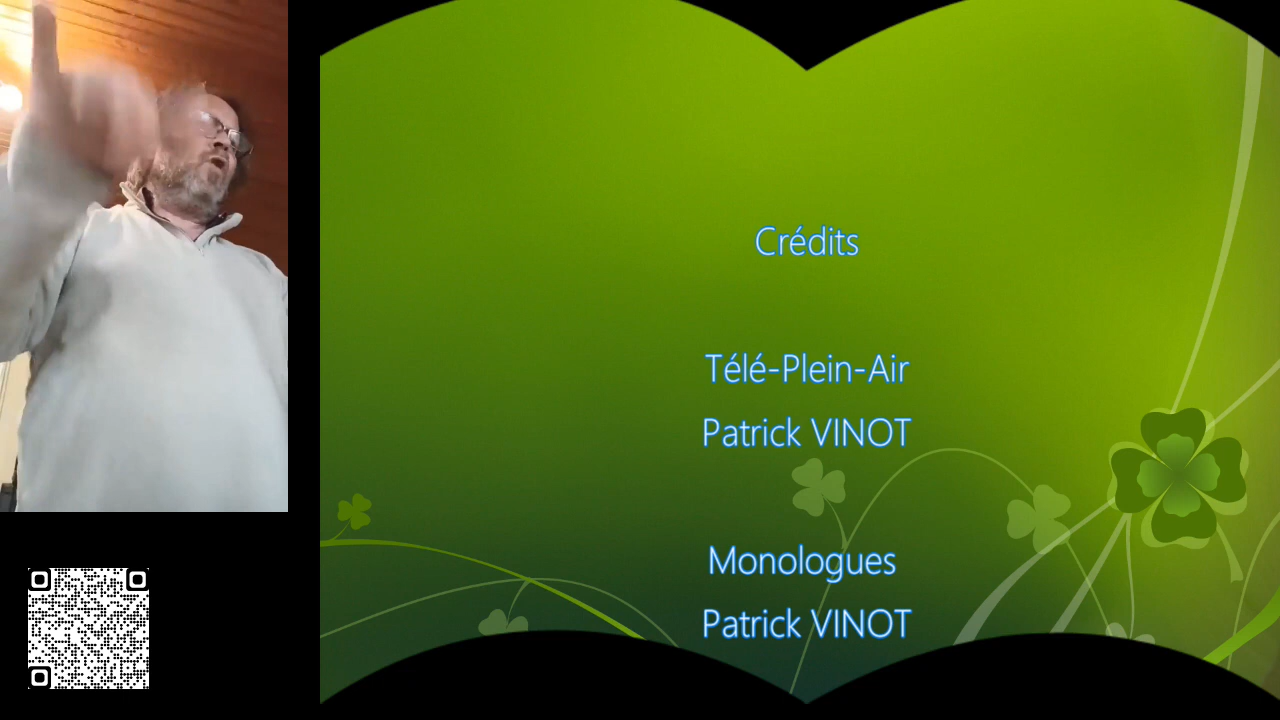 Crédits
Télé-Plein-Air
Patrick VINOT
Monologues
Patrick VINOT